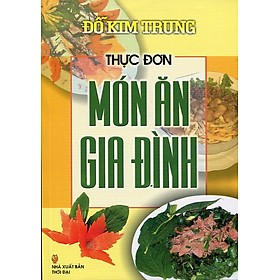 ĐỖ KIM TRUNG
THỰC ĐƠN
MÓN ĂN
GIA ĐÌNH
NHÀ XUẤT BẢN
THỜI ĐẠI